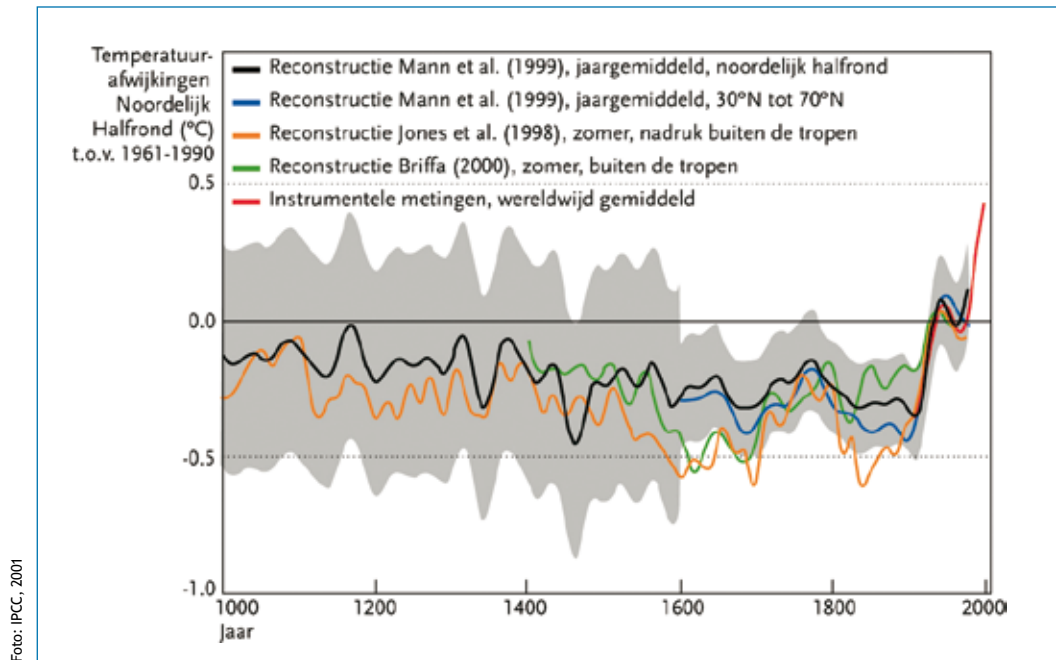 Temperatuur-
afwijkingen
Noordelijk
Halfrond (°C)
t.o.v. 1961-1990
Reconstructie Mann et al. (1999), jaargemiddeld, noordelijk halfrond
Reconstructie Mann et al. (1999), jaargemiddeld, 30°N tot 70°N
Reconstructie Jones et al. (1998), zomer, nadruk buiten de tropen
Reconstructie Briffa (2000), zomer, buiten de tropen
Instrumentele metingen, wereldwijd gemiddeld
0.5
0.0
-0.5
-1.0
1000 1200 1400 1600 1800 2000
Jaar
Foto: IPCC, 2001